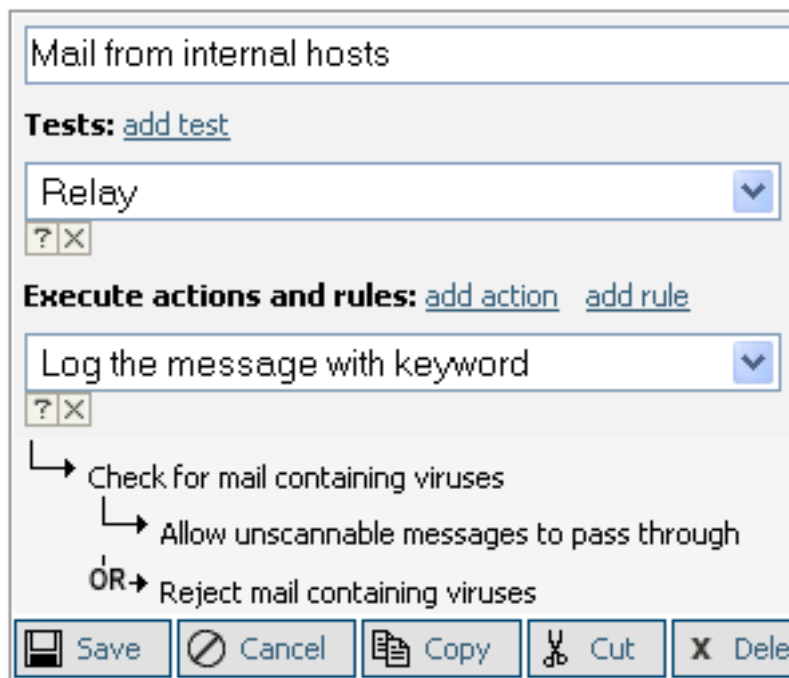 Mail from internal hosts
Tests: add test
Relay
? X
Execute actions and rules: add action add rule
Log the message with keyword
? X
Check for mail containing viruses
Allow unscannable messages to pass through
OR Reject mail containing viruses
Save Cancel Copy Cut X Dele